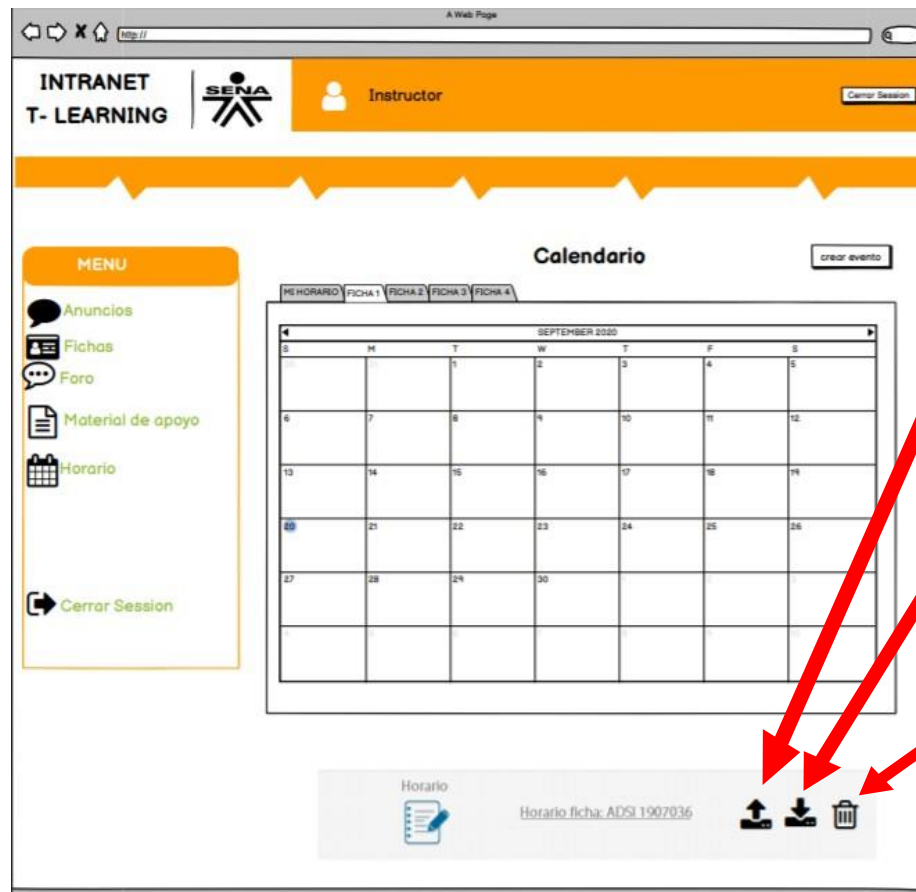 A Web Page
http://
INTRANET
T- LEARNING
SENA
Instructor
Cerrar Session
MENU
Anuncios
Fichas
Foro
Material de apoyo
Horario
Cerrar Session
Calendario
crear evento
MI HORARIO FICHA 1 FICHA 2 FICHA 3 FICHA 4
SEPTEMBER 2020
S M T W T F S
1 2 3 4 5
6 7 8 9 10 11 12
13 14 15 16 17 18 19
20 21 22 23 24 25 26
27 28 29 30
Horario
Horario ficha: ADSI 1907036